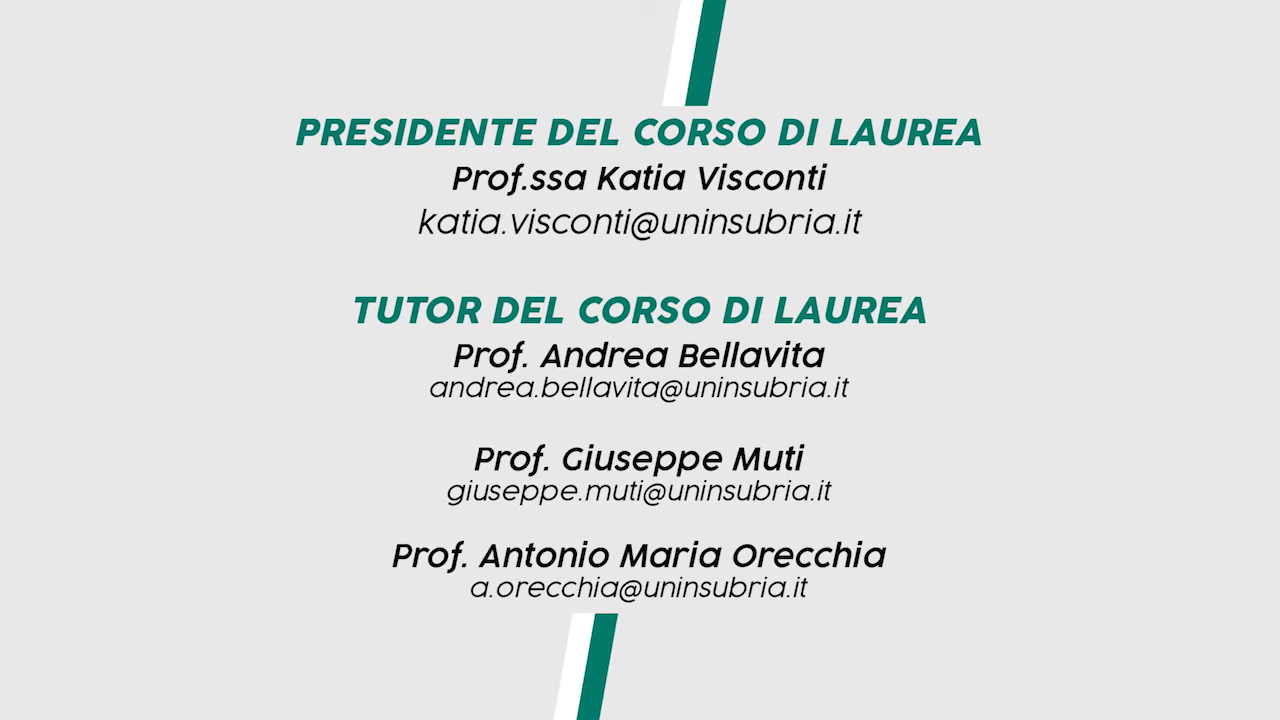 PRESIDENTE DEL CORSO DI LAUREA
Prof.ssa Katia Visconti
katia.visconti@uninsubria.it
TUTOR DEL CORSO DI LAUREA
Prof. Andrea Bellavita
andrea.bellavita@uninsubria.it
Prof. Giuseppe Muti
giuseppe.muti@uninsubria.it
Prof. Antonio Maria Orecchia
a.orecchia@uninsubria.it